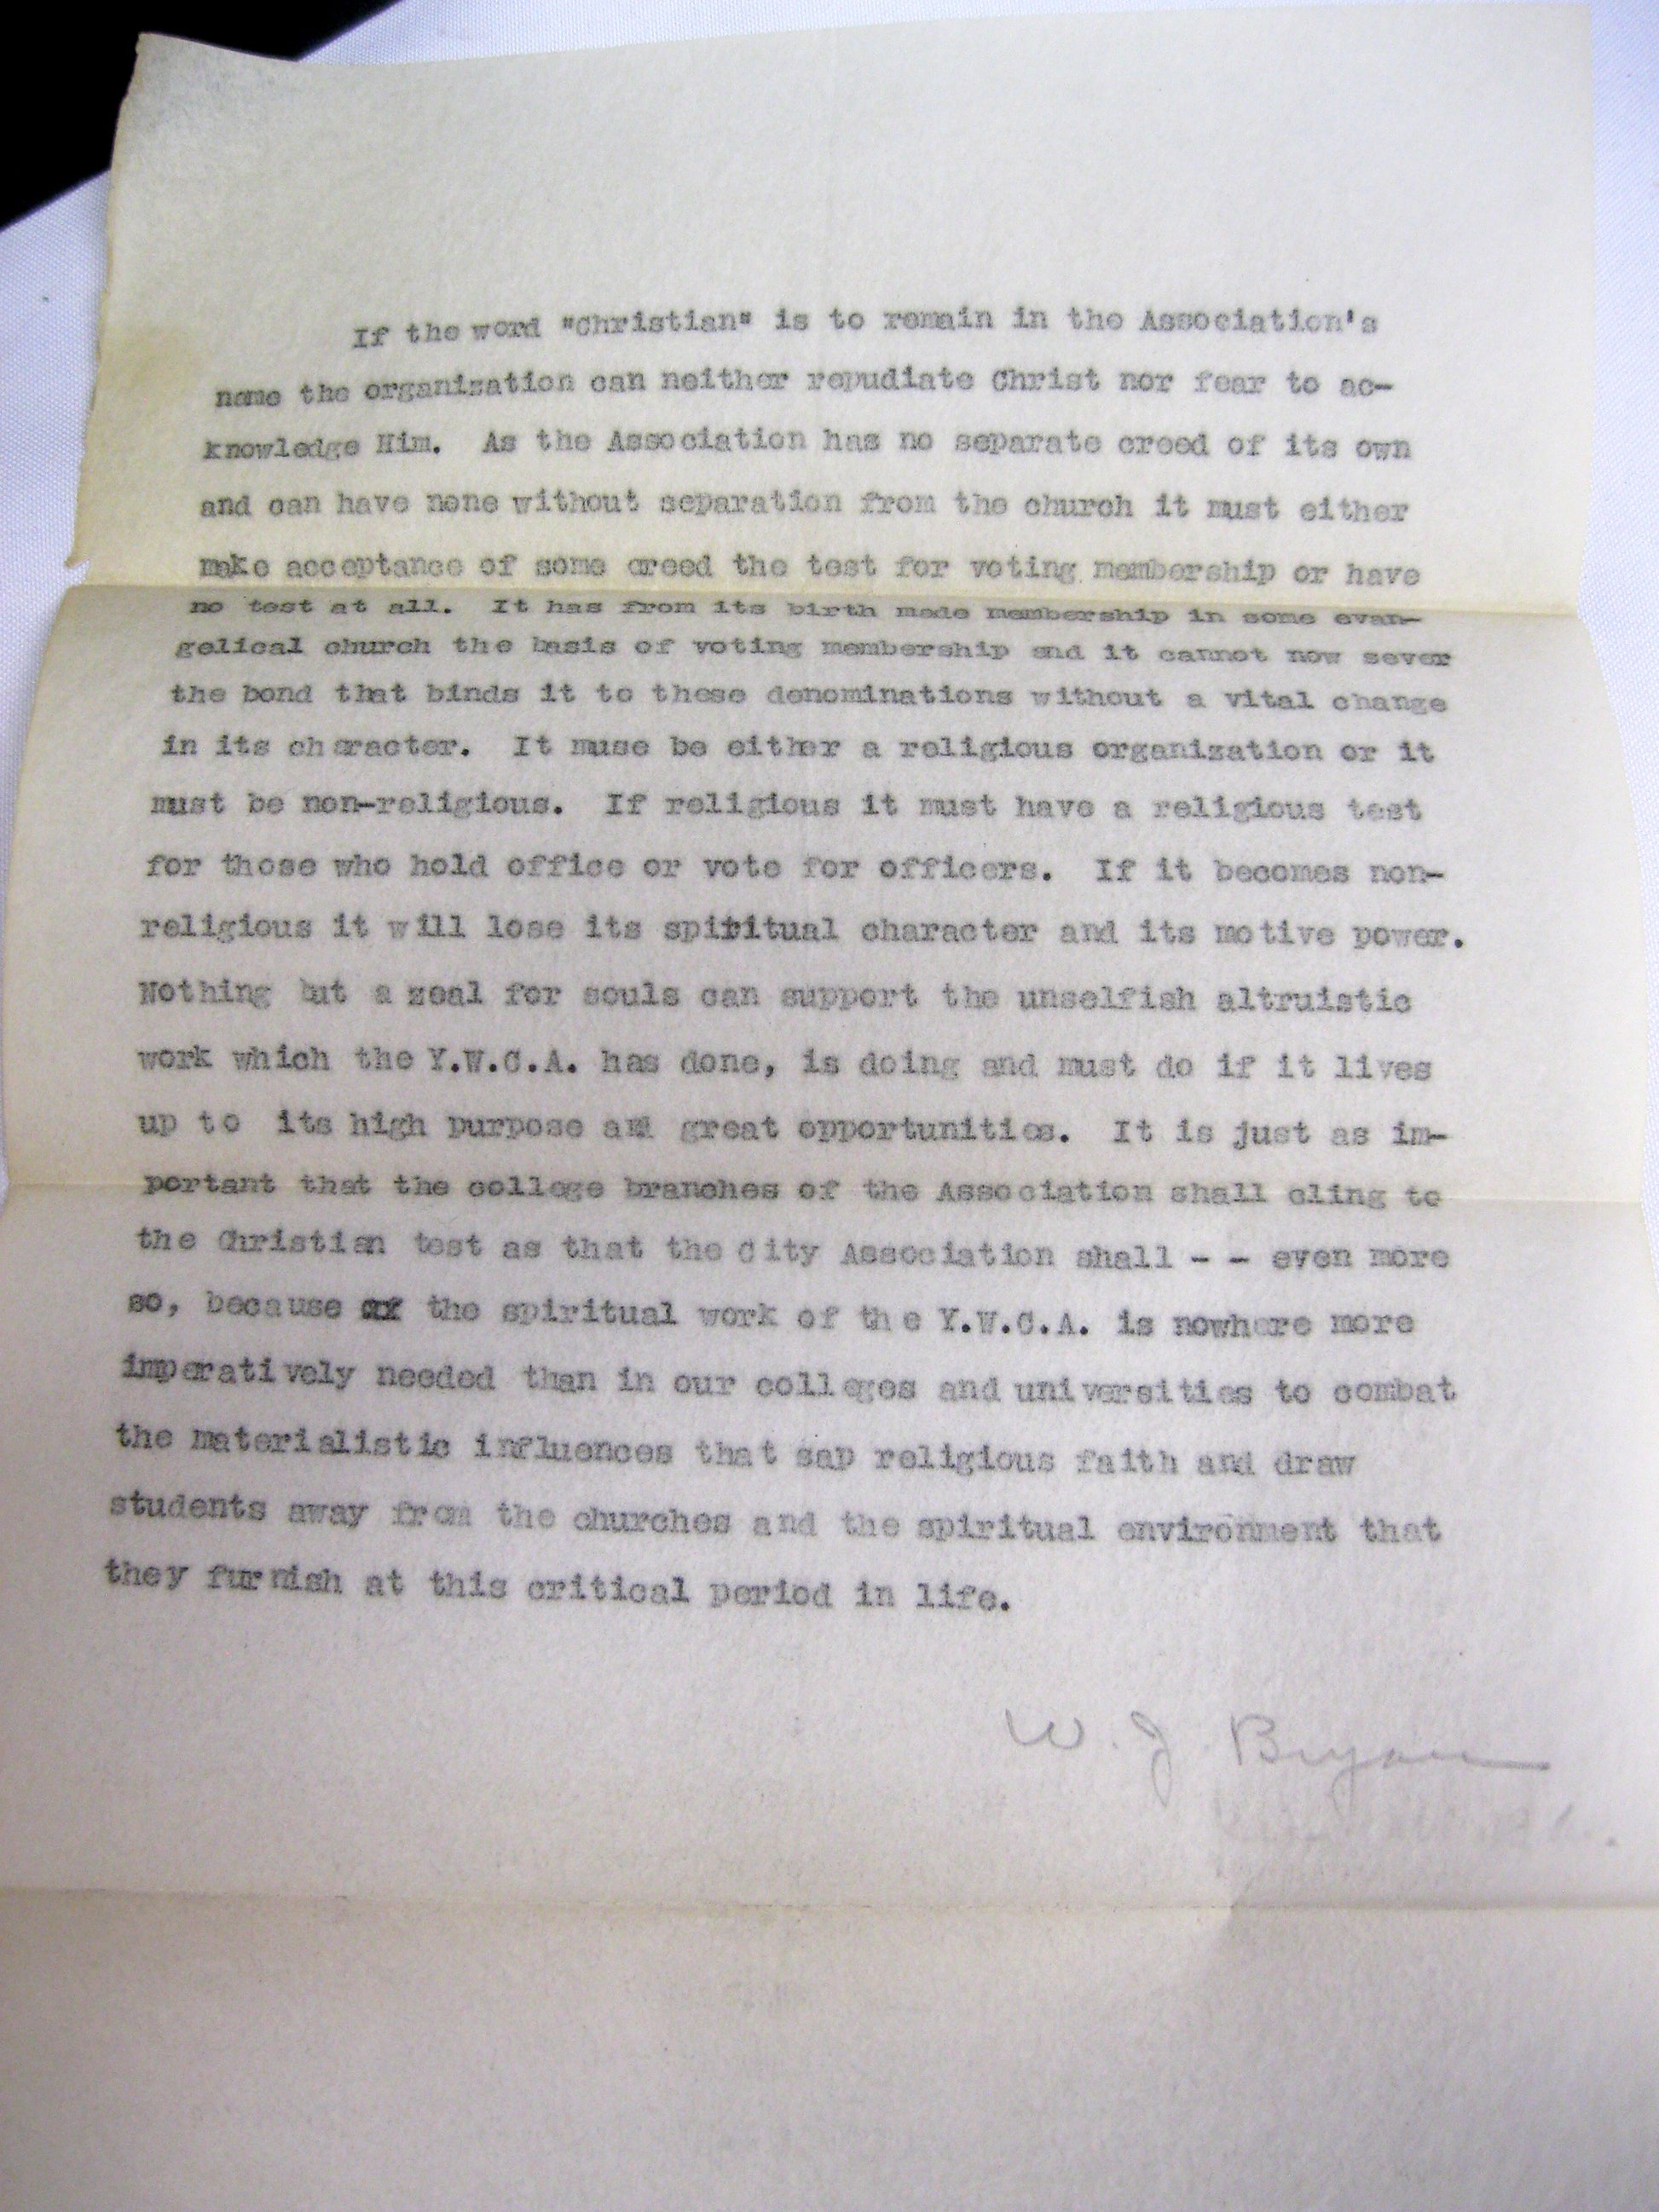 If the word "Christian" is to remain in the Association's
name the organization can neither repudiate Christ nor fear to ac-
knowledge Him. As the Association has no separate creed of its own
and can have none without separation from the church it must either
make acceptance of some creed the test for voting membership or have
no test at all. It has from its birth made membership in some evan-
gelical church the basis of voting membership and it cannot now sever
the bond that binds it to these denominations without a vital change
in its character. It muse be either a religious organization or it
must be non-religious. If religious it must have a religious test
for those who hold office or vote for officers. If it becomes non-
religious it will lose its spiritual character and its motive power.
Nothing but a zeal for souls can support the unselfish altruistic
work which the Y.W.C.A. has done, is doing and must do if it lives
up to its high purpose and great opportunities. It is just as im-
portant that the college branches of the Association shall cling to
the Christian test as that the City Association shall - - even more
so, because the spiritual work of the Y.W.C.A. is nowhere more
imperatively needed than in our colleges and universities to combat
the materialistic influences that sap religious faith and draw
students away from the churches and the spiritual environment that
they furnish at this critical period in life.
W. J. Bryan